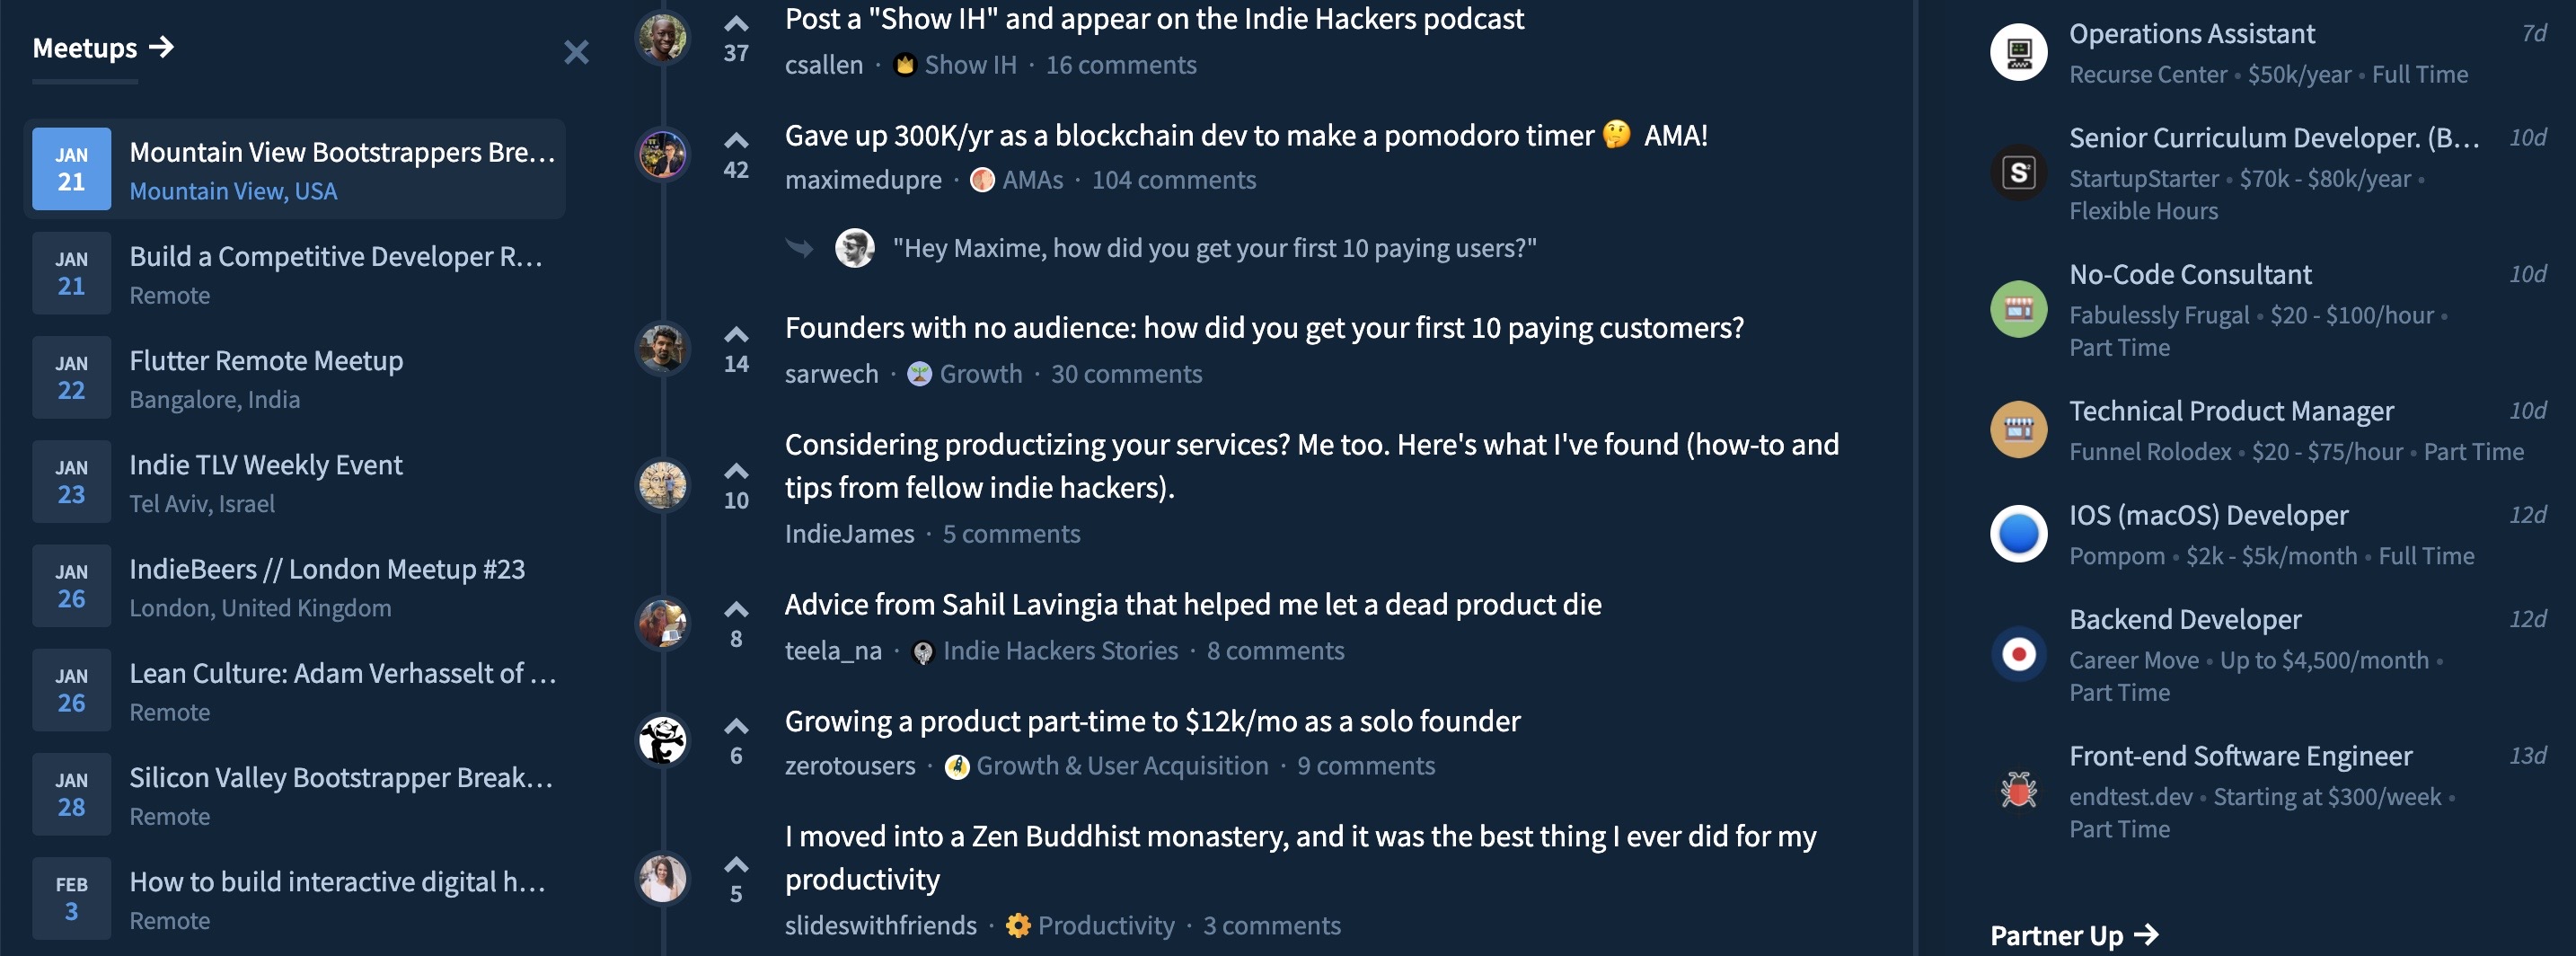 Meetups →
JAN
21
Mountain View Bootstrappers Bre...
Mountain View, USA
JAN
21
Build a Competitive Developer R...
Remote
JAN
22
Flutter Remote Meetup
Bangalore, India
JAN
23
Indie TLV Weekly Event
Tel Aviv, Israel
JAN
26
IndieBeers // London Meetup #23
London, United Kingdom
JAN
26
Lean Culture: Adam Verhasselt of ...
Remote
JAN
28
Silicon Valley Bootstrapper Break...
Remote
FEB
3
How to build interactive digital h...
Remote
37
Post a "Show IH" and appear on the Indie Hackers podcast
csallen · Show IH · 16 comments
42
Gave up 300K/yr as a blockchain dev to make a pomodoro timer 🤔 AMA!
maximedupre · AMAs · 104 comments
"Hey Maxime, how did you get your first 10 paying users?"
14
Founders with no audience: how did you get your first 10 paying customers?
sarwech · Growth · 30 comments
10
Considering productizing your services? Me too. Here's what I've found (how-to and
tips from fellow indie hackers).
IndieJames · 5 comments
8
Advice from Sahil Lavingia that helped me let a dead product die
teela_na · Indie Hackers Stories · 8 comments
6
Growing a product part-time to $12k/mo as a solo founder
zerotousers · Growth & User Acquisition · 9 comments
5
I moved into a Zen Buddhist monastery, and it was the best thing I ever did for my
productivity
slideswithfriends · Productivity · 3 comments
Operations Assistant 7d
Recurse Center • $50k/year • Full Time
S
Senior Curriculum Developer. (B... 10d
StartupStarter • $70k - $80k/year •
Flexible Hours
No-Code Consultant 10d
Fabulessly Frugal • $20 - $100/hour •
Part Time
Technical Product Manager 10d
Funnel Rolodex • $20 - $75/hour • Part Time
IOS (macOS) Developer 12d
Pompom • $2k - $5k/month • Full Time
Backend Developer 12d
Career Move • Up to $4,500/month •
Part Time
Front-end Software Engineer 13d
endtest.dev • Starting at $300/week •
Part Time
Partner Up →